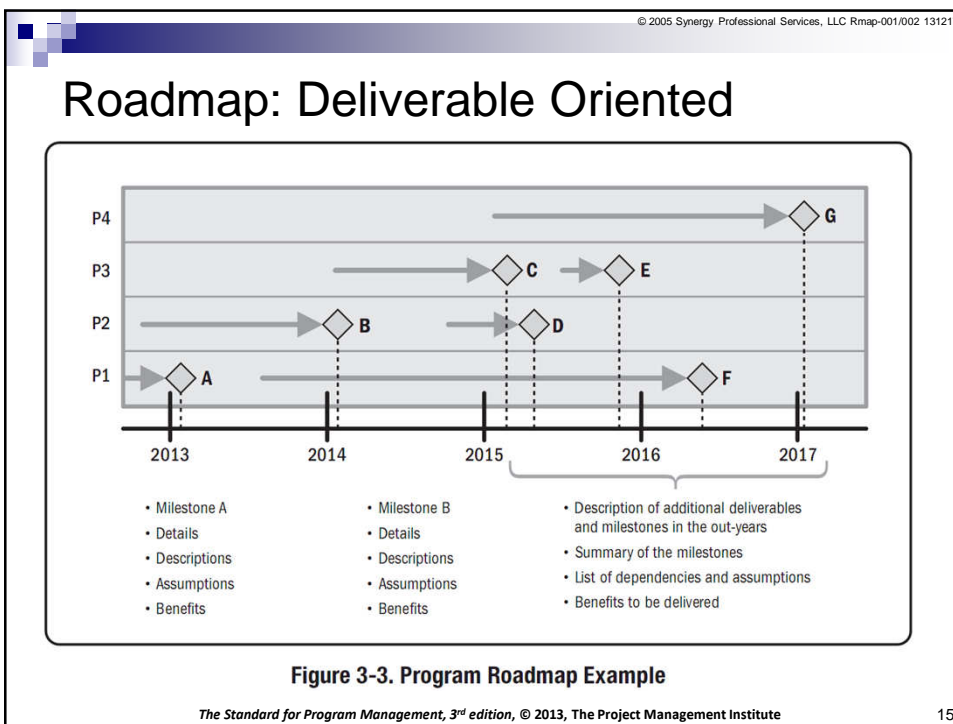 © 2005 Synergy Professional Services, LLC Rmap-001/002 13121
Roadmap: Deliverable Oriented
P4
G
P3
C
E
P2
B
D
P1
A
F
2013
2014
2015
2016
2017
• Milestone A
• Details
• Descriptions
• Assumptions
• Benefits
• Milestone B
• Details
• Descriptions
• Assumptions
• Benefits
• Description of additional deliverables
and milestones in the out-years
• Summary of the milestones
• List of dependencies and assumptions
• Benefits to be delivered
Figure 3-3. Program Roadmap Example
The Standard for Program Management, 3rd edition, © 2013, The Project Management Institute
15